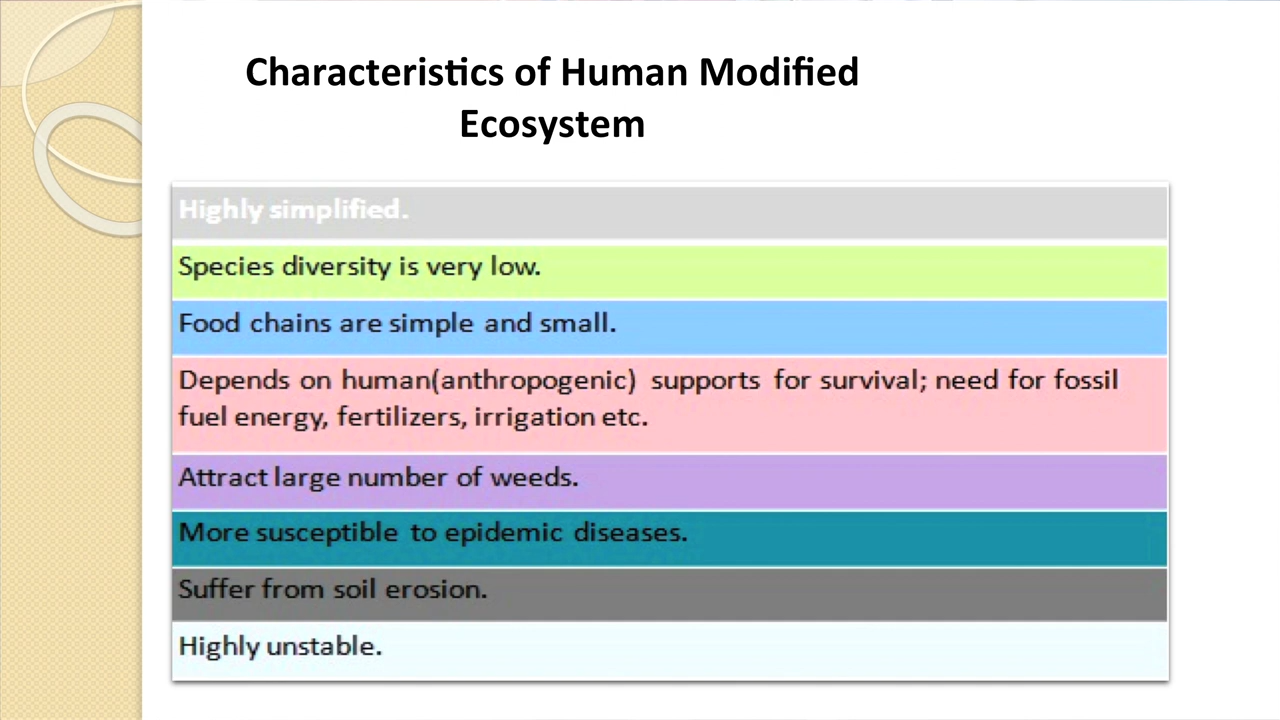 Characteristics of Human Modified
Ecosystem
Highly simplified.
Species diversity is very low.
Food chains are simple and small.
Depends on human(anthropogenic) supports for survival; need for fossil
fuel energy, fertilizers, irrigation etc.
Attract large number of weeds.
More susceptible to epidemic diseases.
Suffer from soil erosion.
Highly unstable.